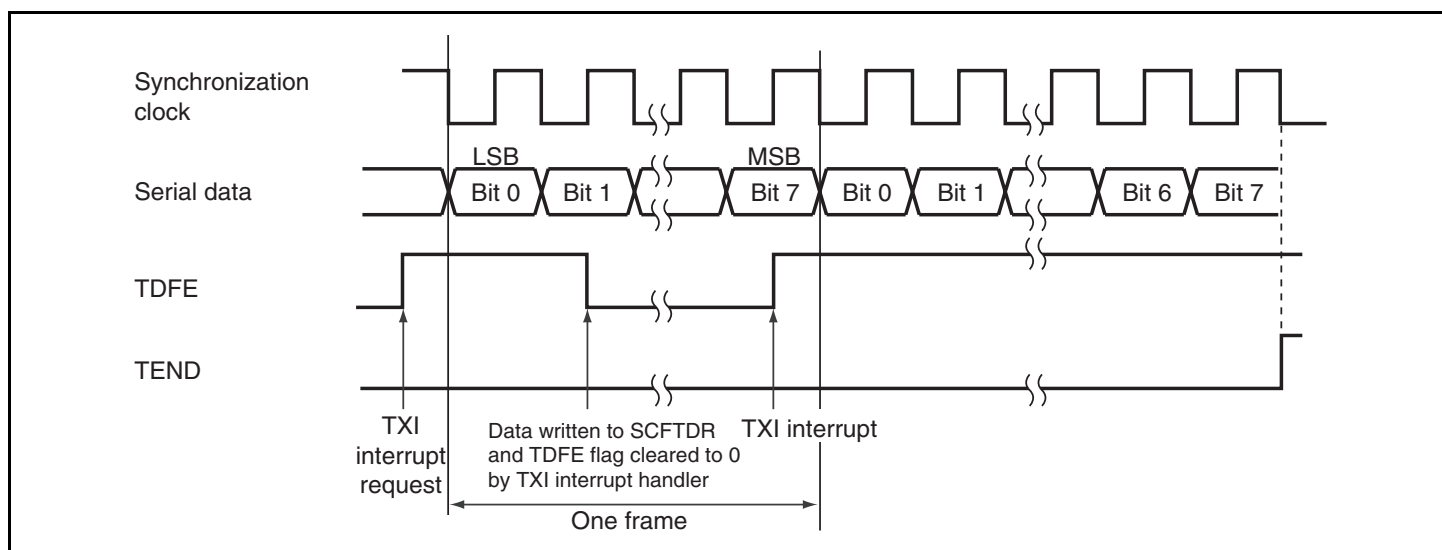 Synchronization
clock
LSB
MSB
Serial data
Bit 0
Bit 1
Bit 7
Bit 0
Bit 1
Bit 6
Bit 7
TDFE
TEND
TXI
interrupt
request
Data written to SCFTDR
and TDFE flag cleared to 0
by TXI interrupt handler
TXI interrupt
One frame